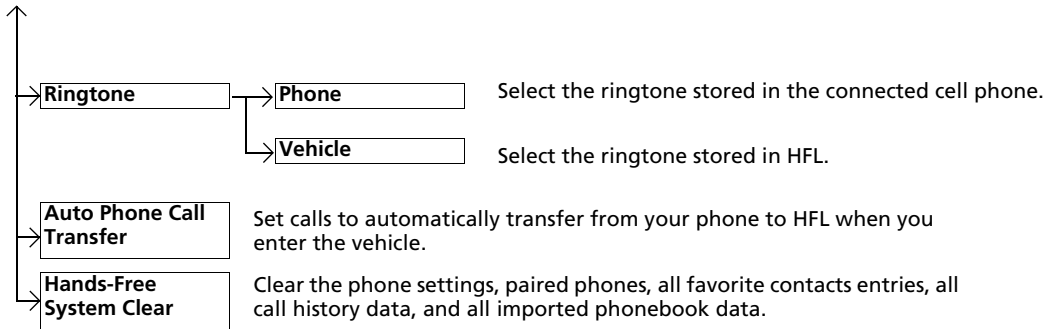 Ringtone
Phone
Select the ringtone stored in the connected cell phone.
Vehicle
Select the ringtone stored in HFL.
Auto Phone Call
Transfer
Set calls to automatically transfer from your phone to HFL when you
enter the vehicle.
Hands-Free
System Clear
Clear the phone settings, paired phones, all favorite contacts entries, all
call history data, and all imported phonebook data.